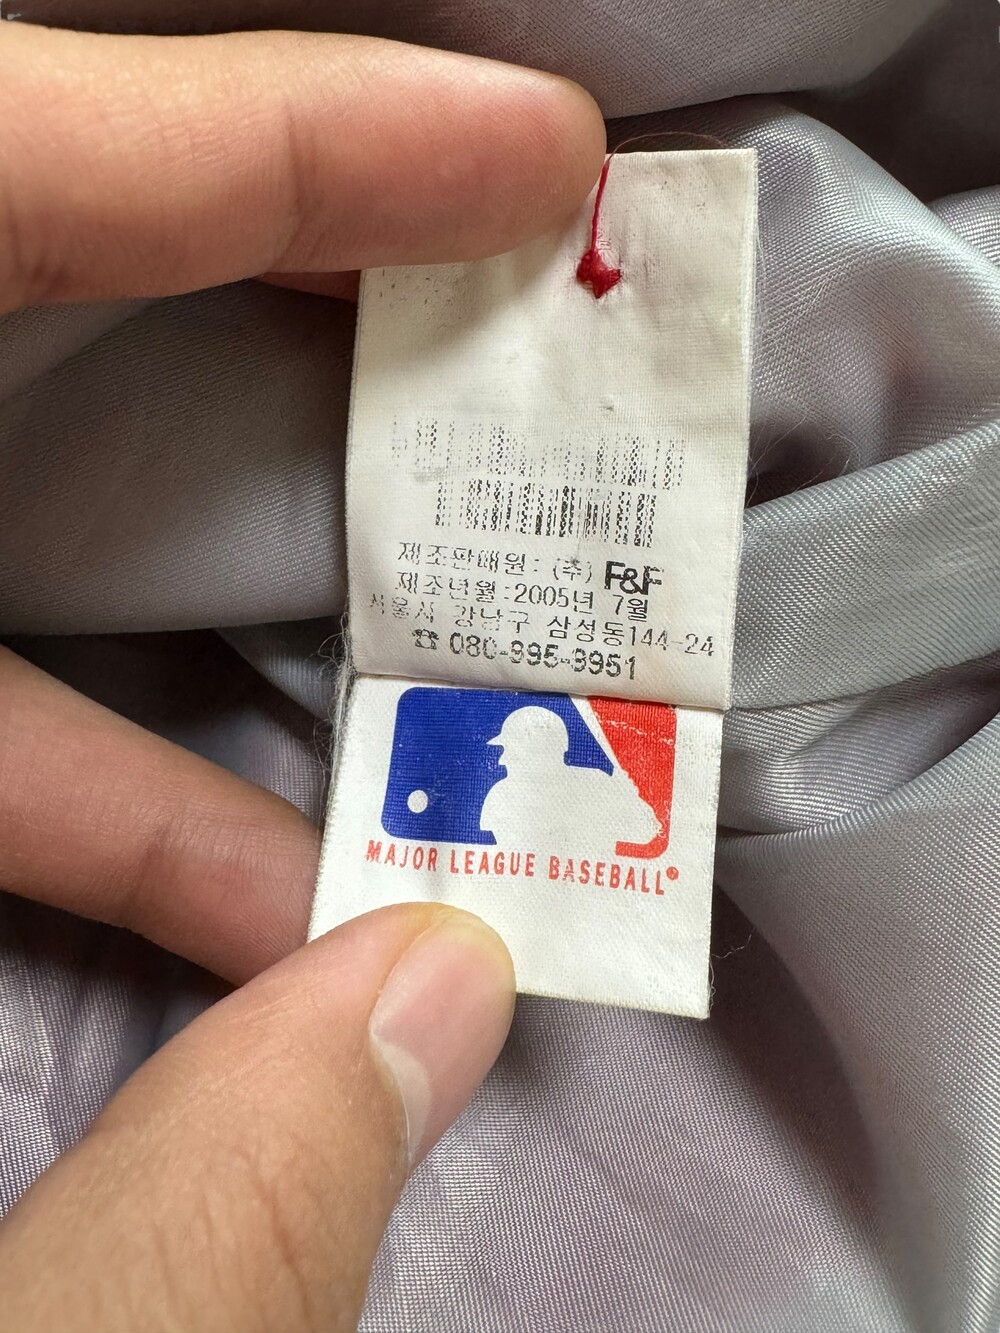 제조판매원: (주) F&F
제조년월:2005년 7월
서울시 강남구 삼성동144-24
☎ 080-995-9951
MAJOR LEAGUE BASEBALL®